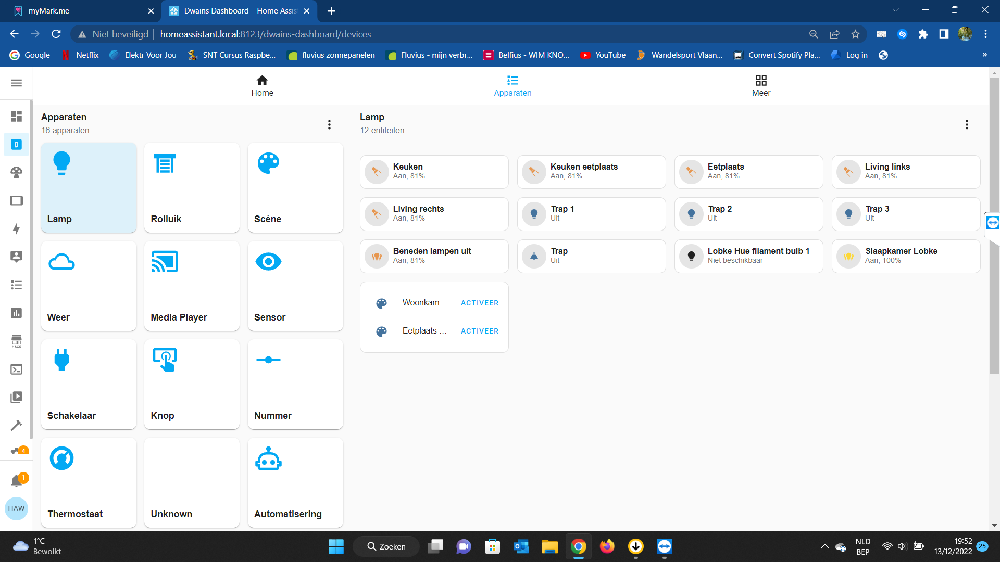 myMark.me
Dwains Dashboard – Home Assis
Niet beveiligd
homeassistant.local:8123/dwains-dashboard/devices
Google
Netflix
Elektr Voor Jou
SNT Cursus Raspbe...
fluvius zonnepanelen
Fluvius - mijn verbr...
Belfius - WIM KNO...
YouTube
Wandelsport Vlaan...
Convert Spotify Pla...
Log in
»
Home
Apparaten
Meer
D
HACS
4
1
HAW
Apparaten
16 apparaten
Lamp
Rolluik
Scène
Weer
Media Player
Sensor
Schakelaar
Knop
Nummer
Thermostaat
Unknown
Automatisering
Lamp
12 entiteiten
Keuken
Aan, 81%
Keuken eetplaats
Aan, 81%
Eetplaats
Aan, 81%
Living links
Aan, 81%
Living rechts
Aan, 81%
Trap 1
Uit
Trap 2
Uit
Trap 3
Uit
Beneden lampen uit
Aan, 81%
Trap
Uit
Lobke Hue filament bulb 1
Niet beschikbaar
Slaapkamer Lobke
Aan, 100%
Woonkam... ACTIVEER
Eetplaats ... ACTIVEER
1°C
Bewolkt
Zoeken
NLD
BEP
19:52
13/12/2022
25